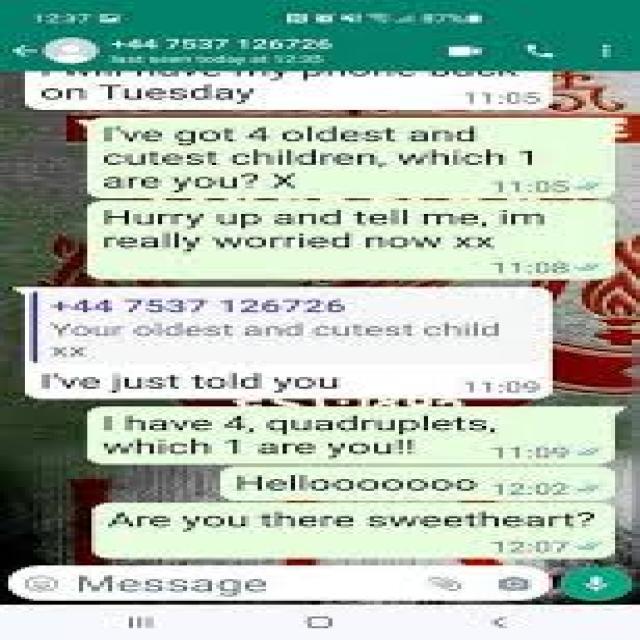 12:37
87%
+44 7537 126726
last seen today at 12:35
I will have my phone back
on Tuesday
11:05
I've got 4 oldest and
cutest children, which 1
are you? X
11:05
Hurry up and tell me, im
really worried now xx
11:08
+44 7537 126726
Your oldest and cutest child
xx
I've just told you
11:09
I have 4, quadruplets,
which 1 are you!!
11:09
Hellooooooo
12:02
Are you there sweetheart?
12:07
Message